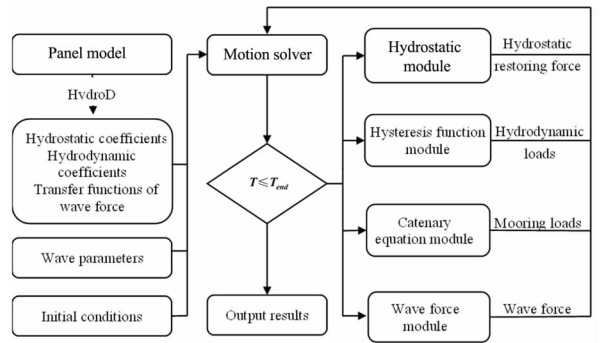 Panel model
HydroD
Hydrostatic coefficients
Hydrodynamic
coefficients
Transfer functions of
wave force
Wave parameters
Initial conditions
Motion solver
T≤Tend
Output results
Hydrostatic
module
Hydrostatic
restoring force
Hysteresis function
module
Hydrodynamic
loads
Catenary
equation module
Mooring loads
Wave force
module
Wave force